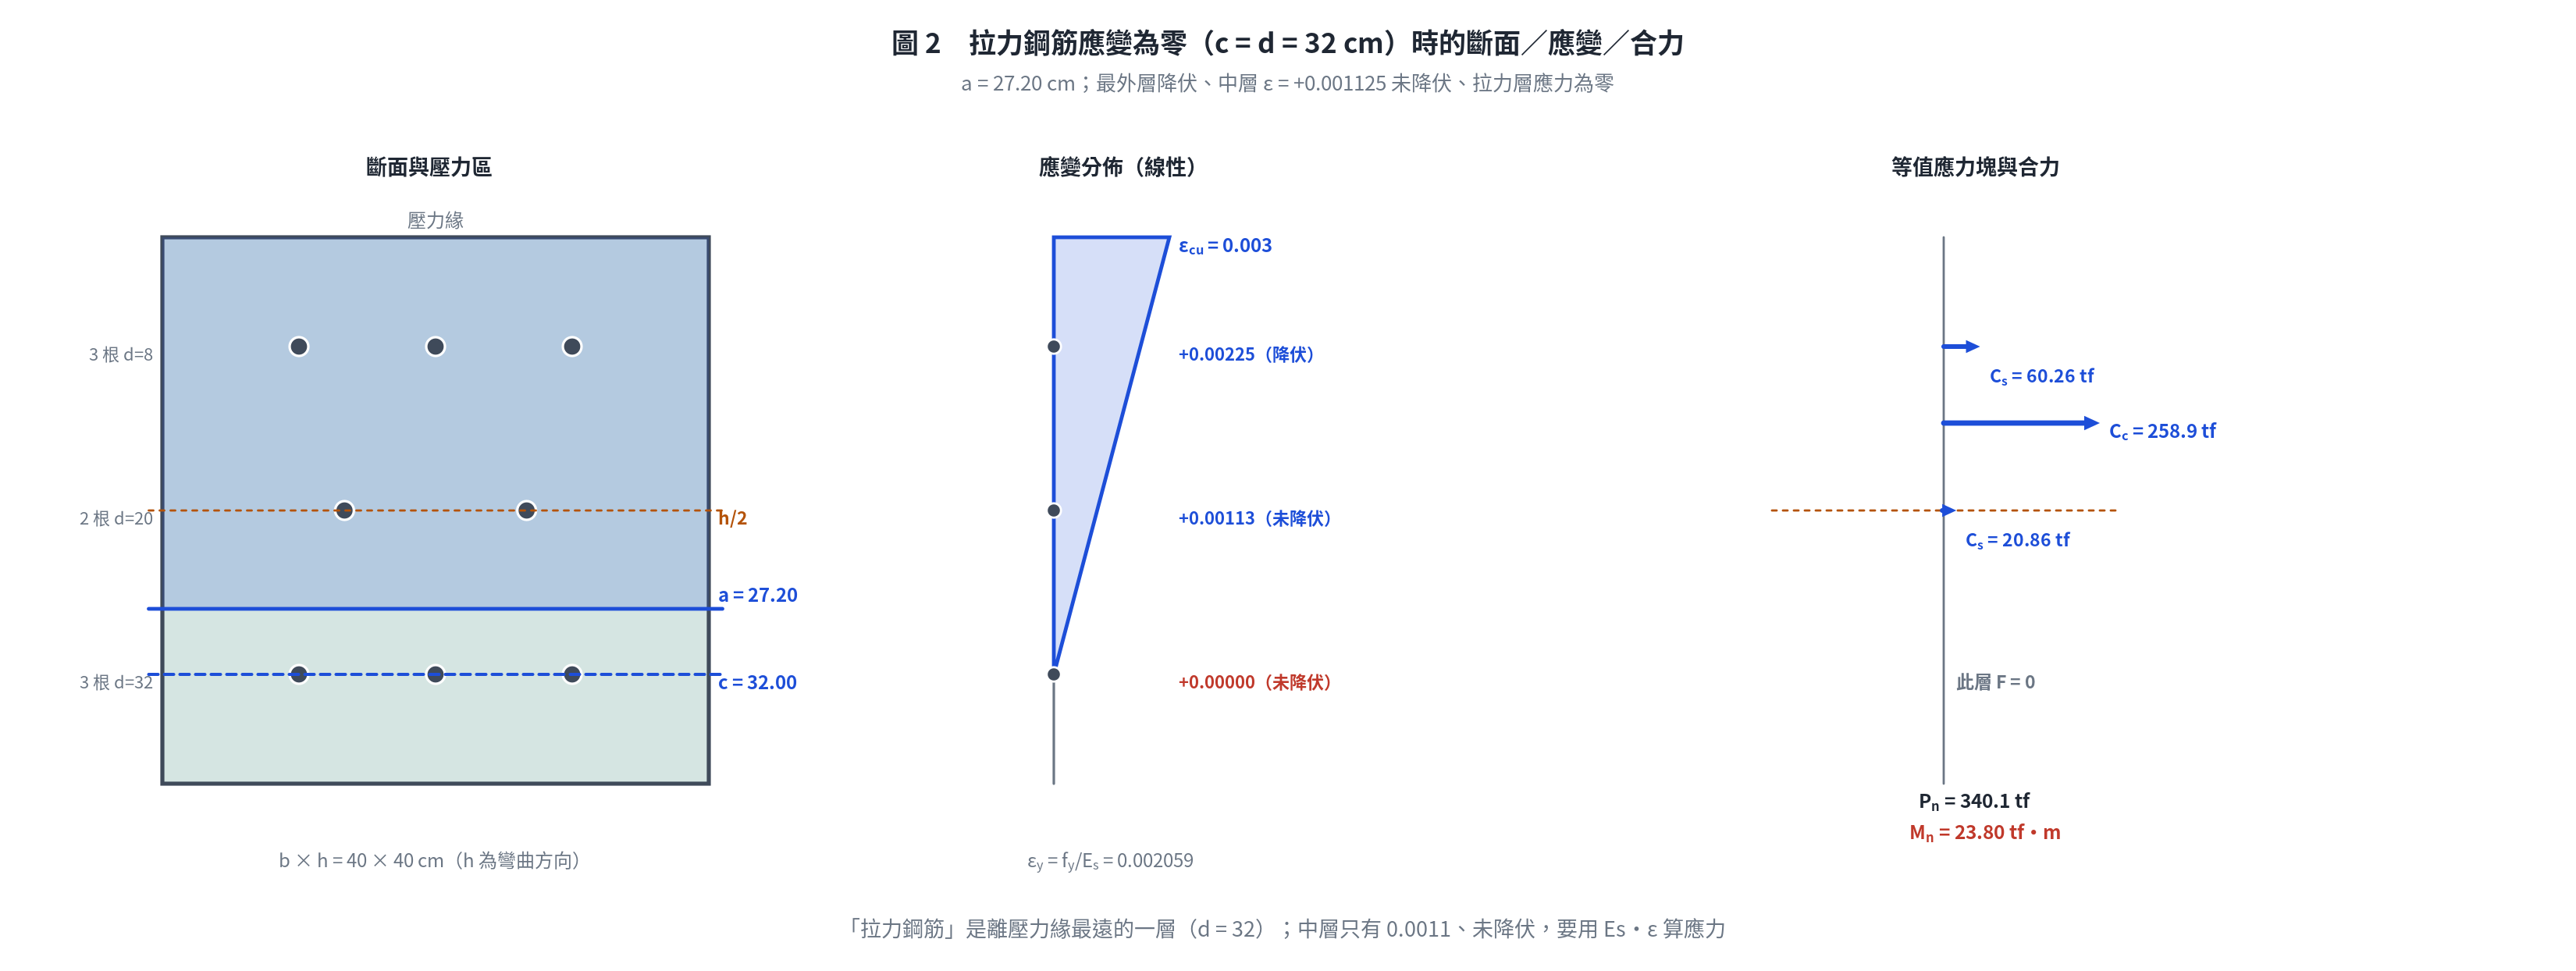 圖 2　拉力鋼筋應變為零（c = d = 32 cm）時的斷面／應變／合力
a = 27.20 cm；最外層降伏、中層 ε = +0.001125 未降伏、拉力層應力為零
斷面與壓力區
壓力緣
3 根 d=8
2 根 d=20
h/2
a = 27.20
3 根 d=32
c = 32.00
b × h = 40 × 40 cm（h 為彎曲方向）
應變分佈（線性）
εcu = 0.003
+0.00225（降伏）
+0.00113（未降伏）
+0.00000（未降伏）
εy = fy/Es = 0.002059
等值應力塊與合力
Cs = 60.26 tf
Cc = 258.9 tf
Cs = 20.86 tf
此層 F = 0
Pn = 340.1 tf
Mn = 23.80 tf・m
「拉力鋼筋」是離壓力緣最遠的一層（d = 32）；中層只有 0.0011、未降伏，要用 Es・ε 算應力